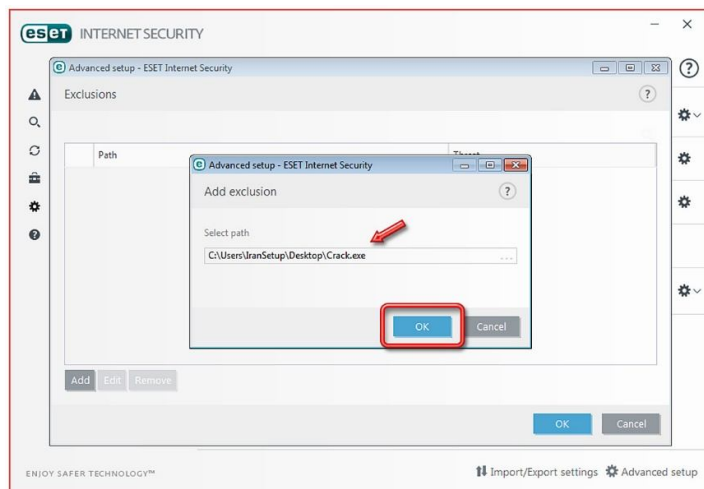 eset INTERNET SECURITY
Advanced setup - ESET Internet Security
Exclusions
Path
Threat
Advanced setup - ESET Internet Security
Add exclusion
Select path
C:\Users\IranSetup\Desktop\Crack.exe
...
OK
Cancel
Add
Edit
Remove
OK
Cancel
ENJOY SAFER TECHNOLOGY™
Import/Export settings
Advanced setup